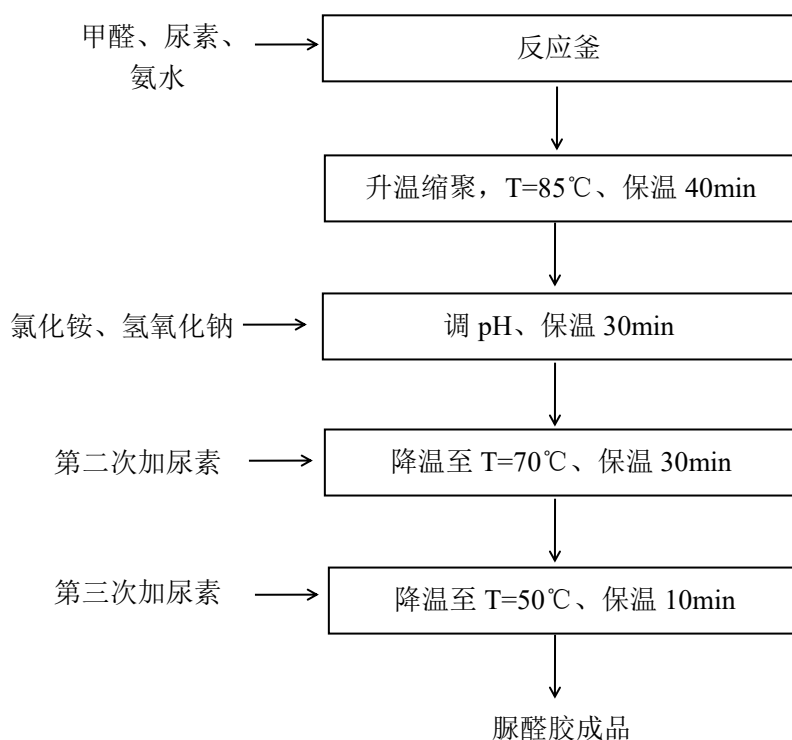 甲醛、尿素、
氨水
反应釜
升温缩聚，T=85℃、保温 40min
氯化铵、氢氧化钠
调 pH、保温 30min
第二次加尿素
降温至 T=70℃、保温 30min
第三次加尿素
降温至 T=50℃、保温 10min
脲醛胶成品